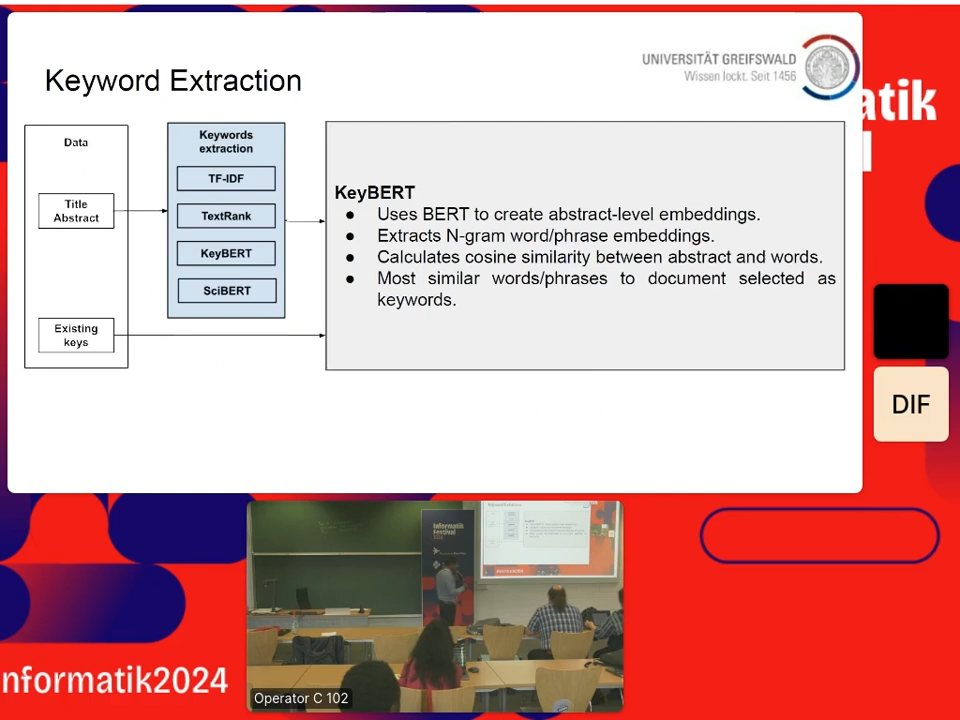 Keyword Extraction
UNIVERSITÄT GREIFSWALD
Wissen lockt. Seit 1456
atik
Data
Title
Abstract
Existing
keys
Keywords
extraction
TF-IDF
TextRank
KeyBERT
SciBERT
KeyBERT
● Uses BERT to create abstract-level embeddings.
● Extracts N-gram word/phrase embeddings.
● Calculates cosine similarity between abstract and words.
● Most similar words/phrases to document selected as
keywords.
DIF
Informatik
Festival
2024
Operator C 102
nformatik2024